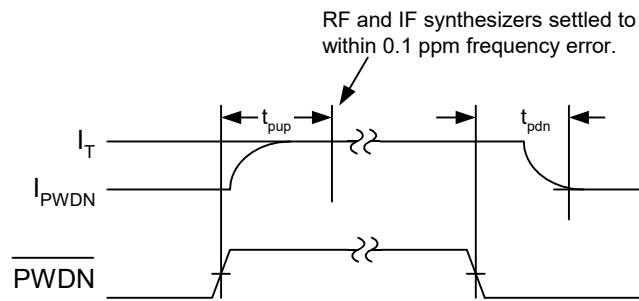 RF and IF synthesizers settled to
within 0.1 ppm frequency error.
tpup
tpdn
IT
IPWDN
PWDN